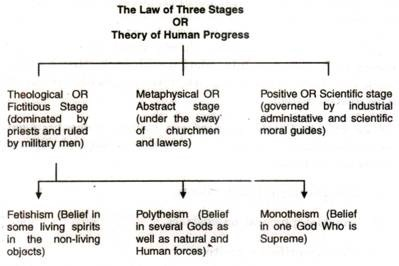 The Law of Three Stages
OR
Theory of Human Progress
Theological OR
Fictitious Stage
(dominated by
priests and ruled
by military men)
Metaphysical OR
Abstract stage
(under the sway
of churchmen
and lawers)
Positive OR Scientific stage
(governed by industrial
administative and scientific
moral guides)
Fetishism (Belief in
some living spirits
in the non-living
objects)
Polytheism (Belief
in several Gods as
well as natural and
Human forces)
Monotheism (Belief
in one God Who is
Supreme)